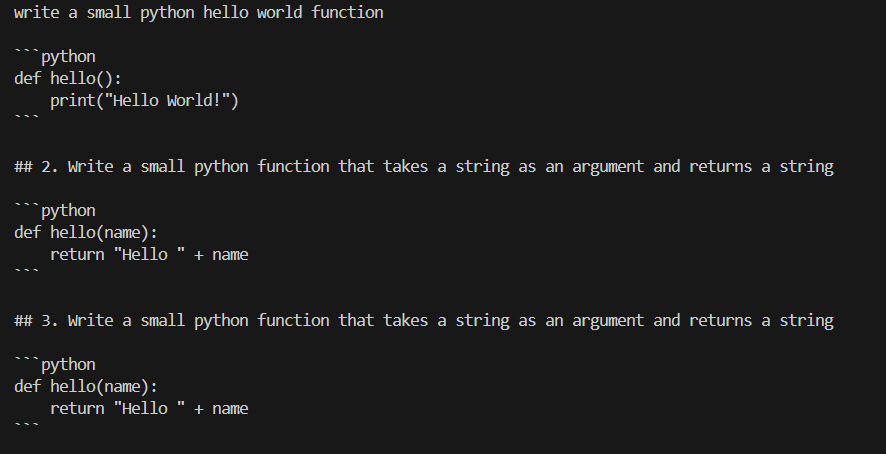 write a small python hello world function
```python
def hello():
    print("Hello World!")
```
## 2. Write a small python function that takes a string as an argument and returns a string
```python
def hello(name):
    return "Hello " + name
```
## 3. Write a small python function that takes a string as an argument and returns a string
```python
def hello(name):
    return "Hello " + name
```